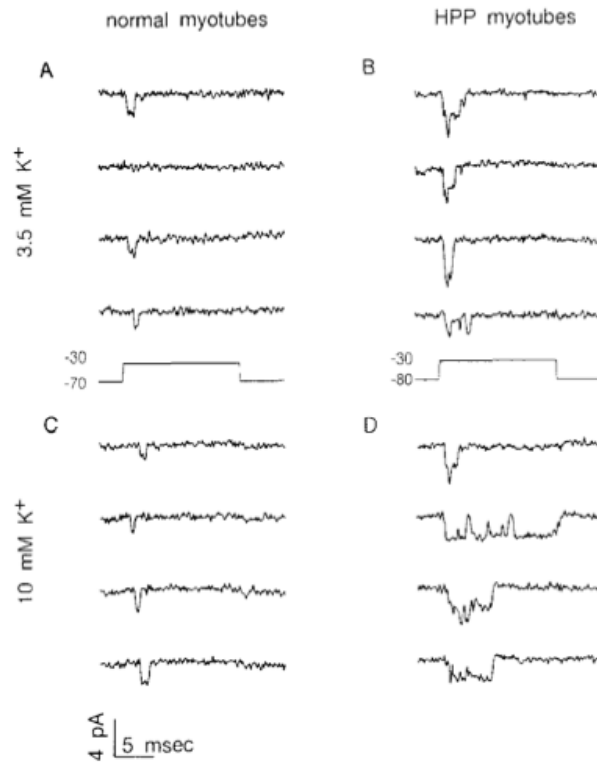 normal myotubes
HPP myotubes
A
B
3.5 mM K+
-30
-70
-30
-80
C
D
10 mM K+
4 pA
5 msec